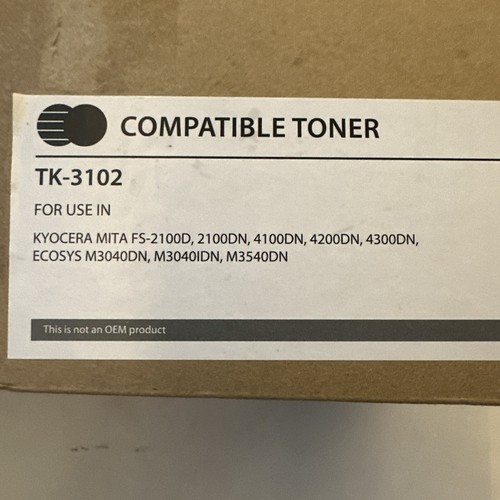 COMPATIBLE TONER
TK-3102
FOR USE IN
KYOCERA MITA FS-2100D, 2100DN, 4100DN, 4200DN, 4300DN,
ECOSYS M3040DN, M3040IDN, M3540DN
This is not an OEM product